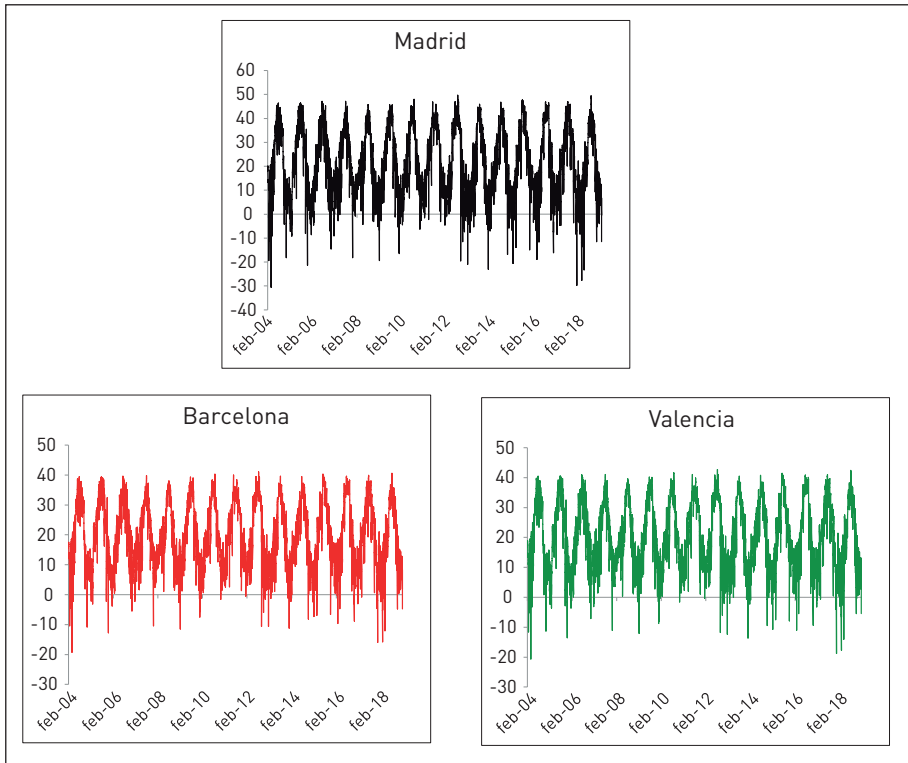 Madrid
60
50
40
30
20
10
0
-10
-20
-30
-40
feb-04
feb-06
feb-08
feb-10
feb-12
feb-14
feb-16
feb-18
Barcelona
50
40
30
20
10
0
-10
-20
-30
feb-04
feb-06
feb-08
feb-10
feb-12
feb-14
feb-16
feb-18
Valencia
50
40
30
20
10
0
-10
-20
-30
feb-04
feb-06
feb-08
feb-10
feb-12
feb-14
feb-16
feb-18